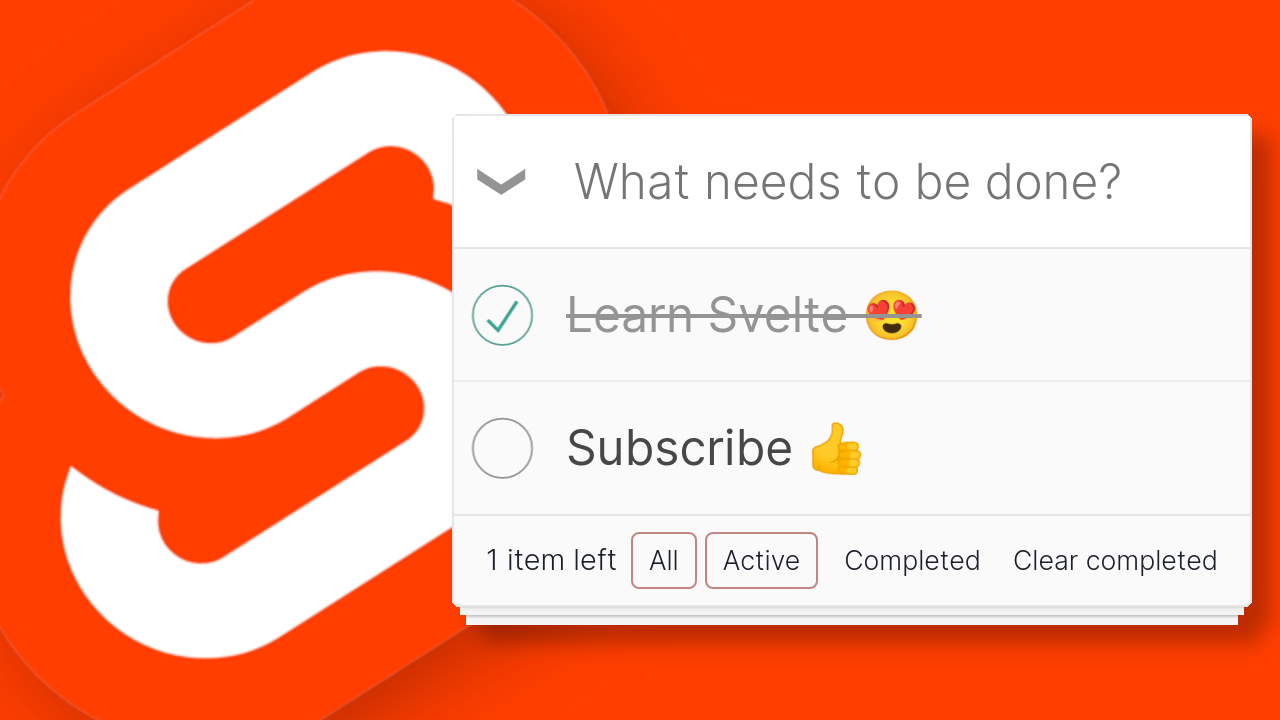 What needs to be done?
Learn Svelte 😍
Subscribe 👍
1 item left All Active Completed Clear completed